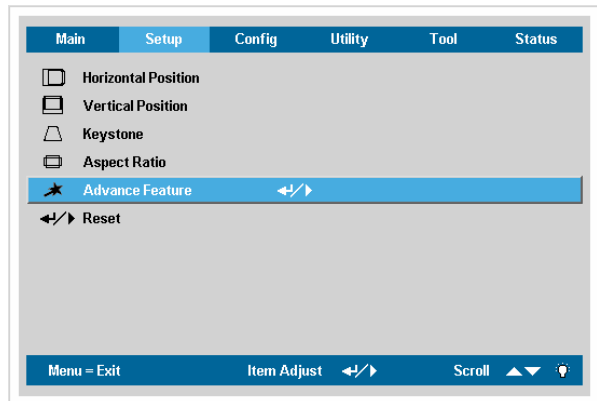 Main Setup Config Utility Tool Status
Horizontal Position
Vertical Position
Keystone
Aspect Ratio
Advance Feature
Reset
Menu = Exit Item Adjust Scroll